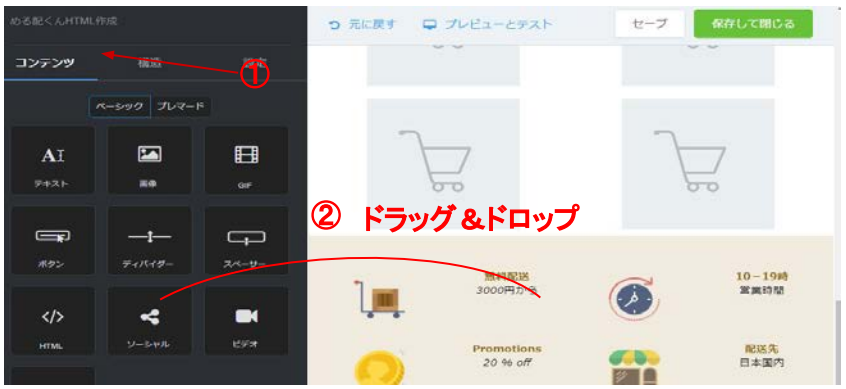 める配くんHTML作成
元に戻す プレビューとテスト セーブ 保存して閉じる
コンテンツ 構造 設定
①
ベーシック プレマード
AI
テキスト 画像 GIF
② ドラッグ&ドロップ
ボタン ディバイダー スペーサー
無料配送
3000円から
10-19時
営業時間
</>
HTML ソーシャル ビデオ
Promotions
20 % off
配送先
日本国内